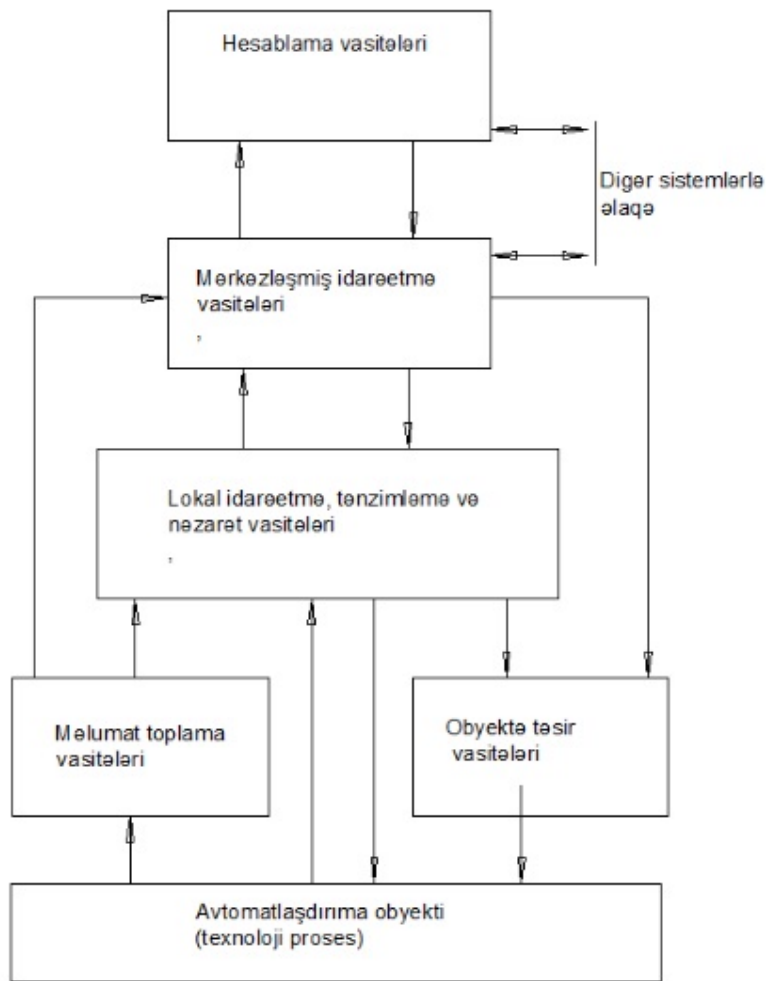 Hesablama vasitələri
Digər sistemlərlə
əlaqə
Mərkəzləşmiş idarəetmə
vasitələri
,
Lokal idarəetmə, tənzimləmə və
nəzarət vasitələri
,
Məlumat toplama
vasitələri
Obyektə təsir
vasitələri
Avtomatlaşdırıma obyekti
(texnoloji proses)